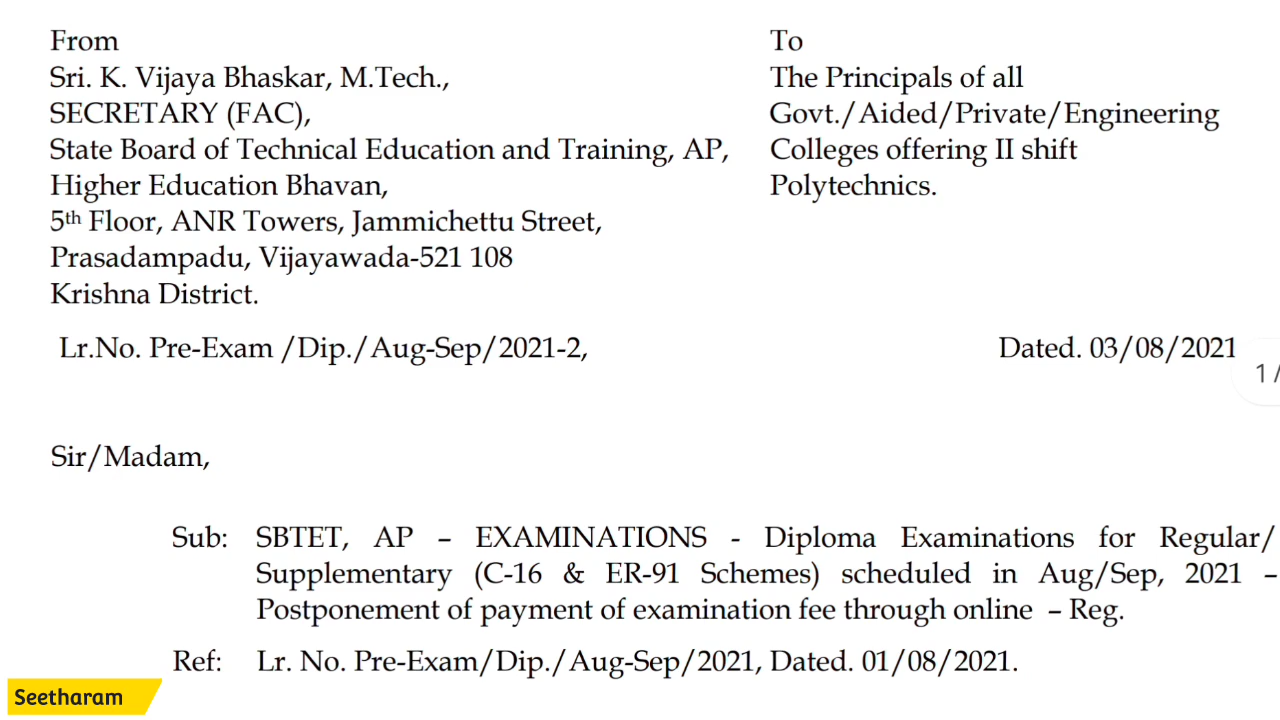 From
Sri. K. Vijaya Bhaskar, M.Tech.,
SECRETARY (FAC),
State Board of Technical Education and Training, AP,
Higher Education Bhavan,
5th Floor, ANR Towers, Jammichettu Street,
Prasadampadu, Vijayawada-521 108
Krishna District.
To
The Principals of all
Govt./Aided/Private/Engineering
Colleges offering II shift
Polytechnics.
Lr.No. Pre-Exam /Dip./Aug-Sep/2021-2,
Dated. 03/08/2021
1/
Sir/Madam,
Sub: SBTET, AP – EXAMINATIONS - Diploma Examinations for Regular/
Supplementary (C-16 & ER-91 Schemes) scheduled in Aug/Sep, 2021 –
Postponement of payment of examination fee through online – Reg.
Ref: Lr. No. Pre-Exam/Dip./Aug-Sep/2021, Dated. 01/08/2021.
Seetharam